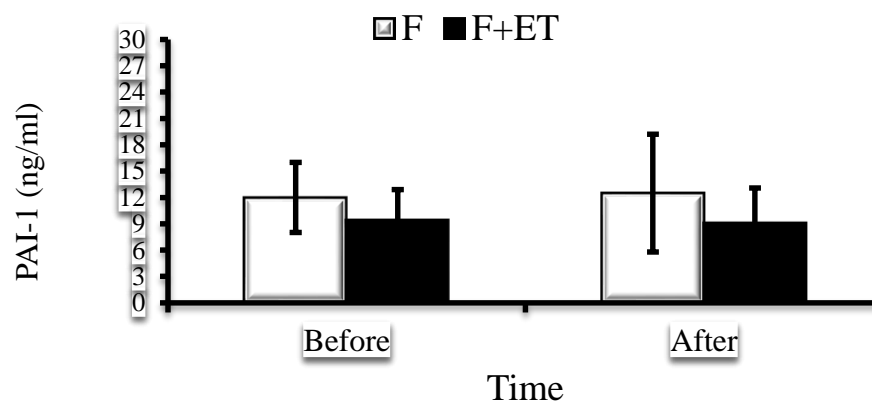 F F+ET
30
27
24
21
18
15
12
9
6
3
0
PAI-1 (ng/ml)
Before After
Time